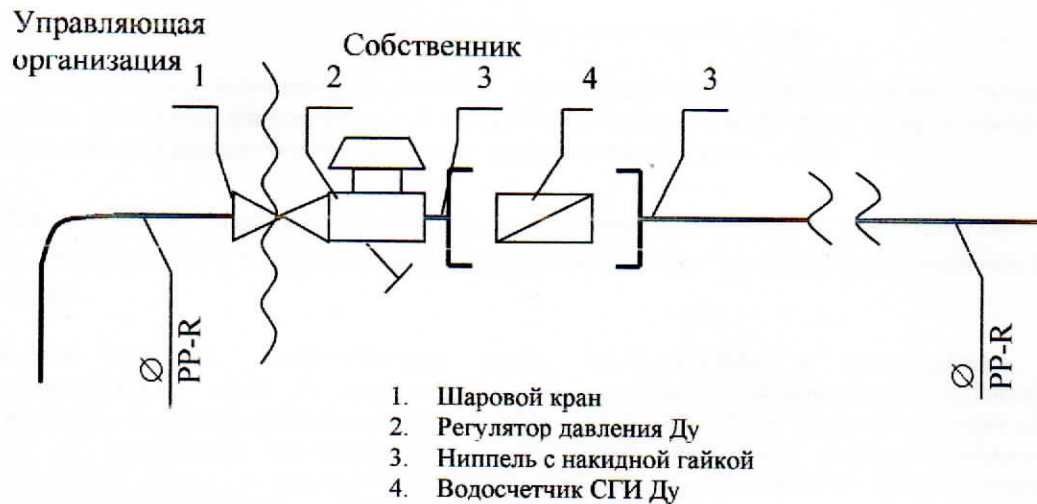 Управляющая
организация
Собственник
1 2 3 4 3
Ø PP-R
Ø PP-R
1. Шаровой кран
2. Регулятор давления Ду
3. Ниппель с накидной гайкой
4. Водосчетчик СГИ Ду